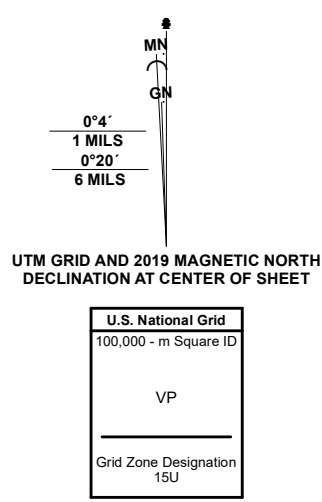 MN
GN
0°4´
1 MILS
0°20´
6 MILS
UTM GRID AND 2019 MAGNETIC NORTH
DECLINATION AT CENTER OF SHEET
U.S. National Grid
100,000 - m Square ID
VP
Grid Zone Designation
15U